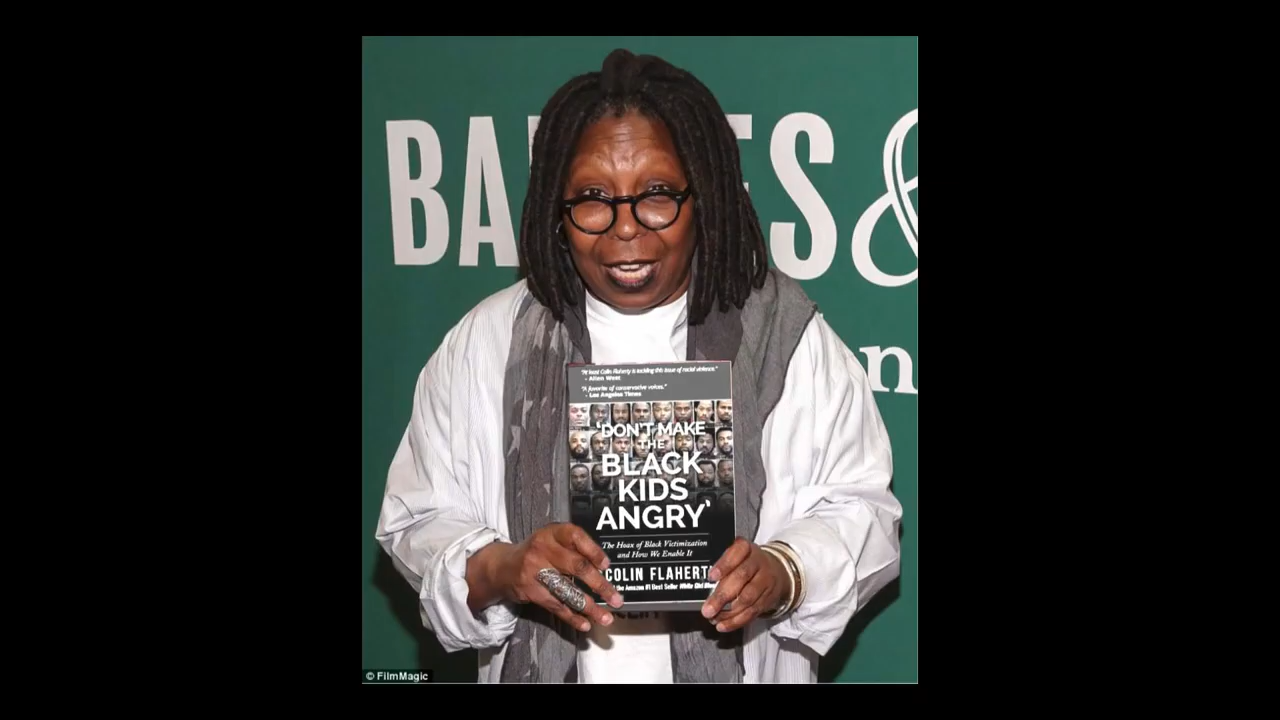 BA ES &
n
"At least Colin Flaherty is tackling this issue of racial violence."
- Allen West
"A favorite of conservative voices."
- Los Angeles Times
'DON'T MAKE
THE
BLACK
KIDS
ANGRY'
The Hoax of Black Victimization
and How We Enable It
COLIN FLAHERT
the Amazon #1 Best Seller White Girl
© FilmMagic